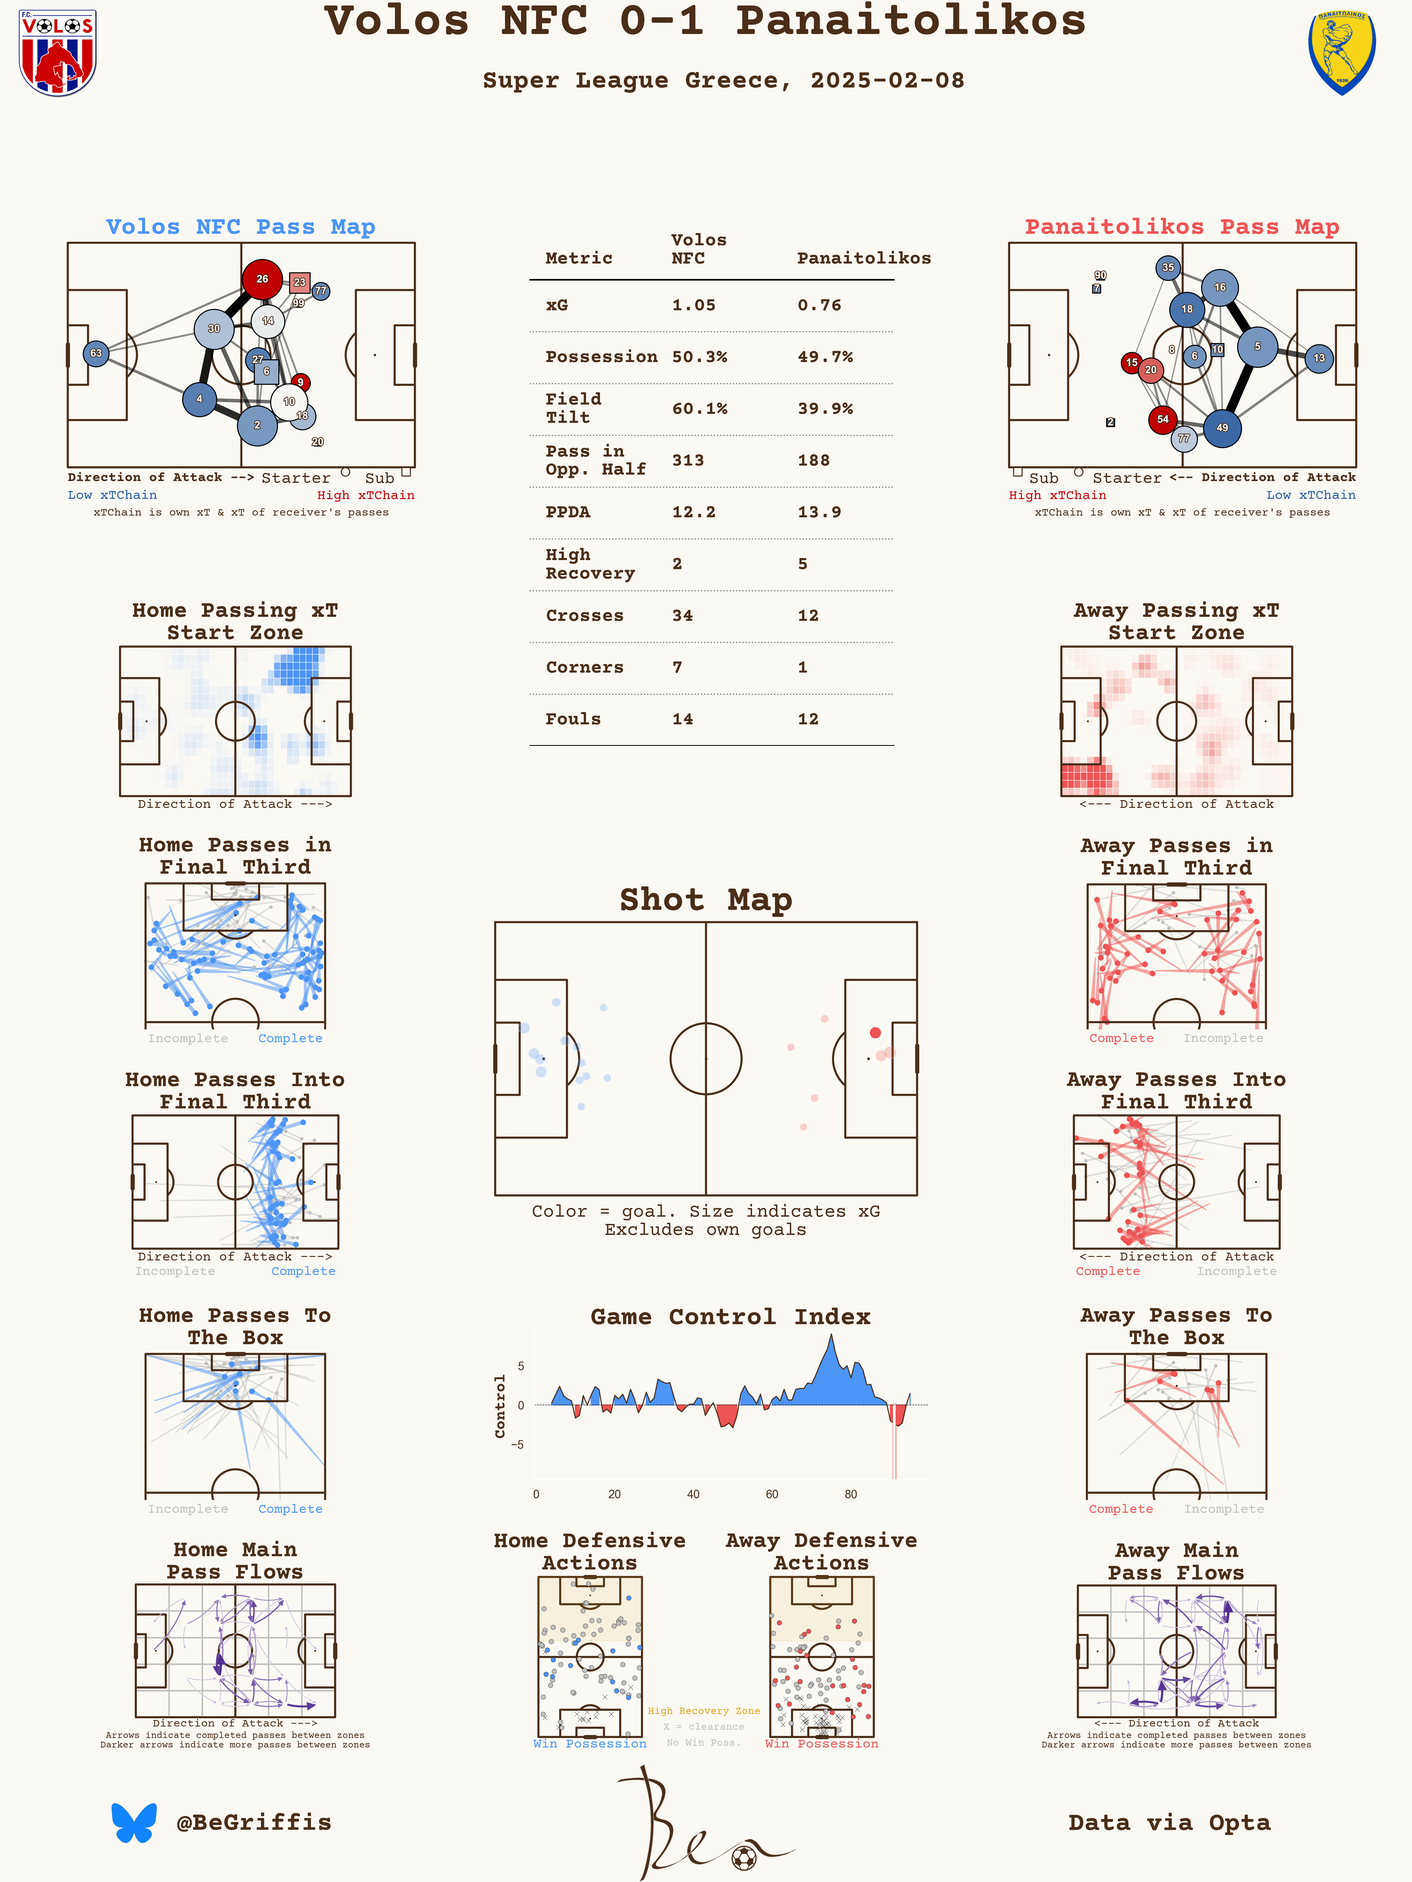 Volos NFC 0-1 Panaitolikos
Super League Greece, 2025-02-08
F.C.
VOLOS
ΠΑΝΑΙΤΩΛΙΚΟΣ
1926
Volos NFC Pass Map
26
23
77
99
14
30
63
27
6
9
4
10
18
2
20
Direction of Attack --> Starter Sub
Low xTChain High xTChain
xTChain is own xT & xT of receiver's passes
Metric Volos NFC Panaitolikos
xG 1.05 0.76
Possession 50.3% 49.7%
Field Tilt 60.1% 39.9%
Pass in Opp. Half 313 188
PPDA 12.2 13.9
High Recovery 2 5
Crosses 34 12
Corners 7 1
Fouls 14 12
Panaitolikos Pass Map
35
90
7
16
18
8
10
5
6
13
15
20
54
2
49
77
Sub Starter <-- Direction of Attack
High xTChain Low xTChain
xTChain is own xT & xT of receiver's passes
Home Passing xT
Start Zone
Direction of Attack --->
Away Passing xT
Start Zone
<--- Direction of Attack
Home Passes in
Final Third
Incomplete Complete
Away Passes in
Final Third
Complete Incomplete
Shot Map
Color = goal. Size indicates xG
Excludes own goals
Home Passes Into
Final Third
Direction of Attack --->
Incomplete Complete
Away Passes Into
Final Third
<--- Direction of Attack
Complete Incomplete
Home Passes To
The Box
Incomplete Complete
Game Control Index
Control
5
0
−5
0 20 40 60 80
Away Passes To
The Box
Complete Incomplete
Home Main
Pass Flows
Direction of Attack --->
Arrows indicate completed passes between zones
Darker arrows indicate more passes between zones
Home Defensive
Actions
Win Possession
High Recovery Zone
X = clearance
No Win Poss.
Away Defensive
Actions
Win Possession
Away Main
Pass Flows
<--- Direction of Attack
Arrows indicate completed passes between zones
Darker arrows indicate more passes between zones
@BeGriffis
Ben
Data via Opta